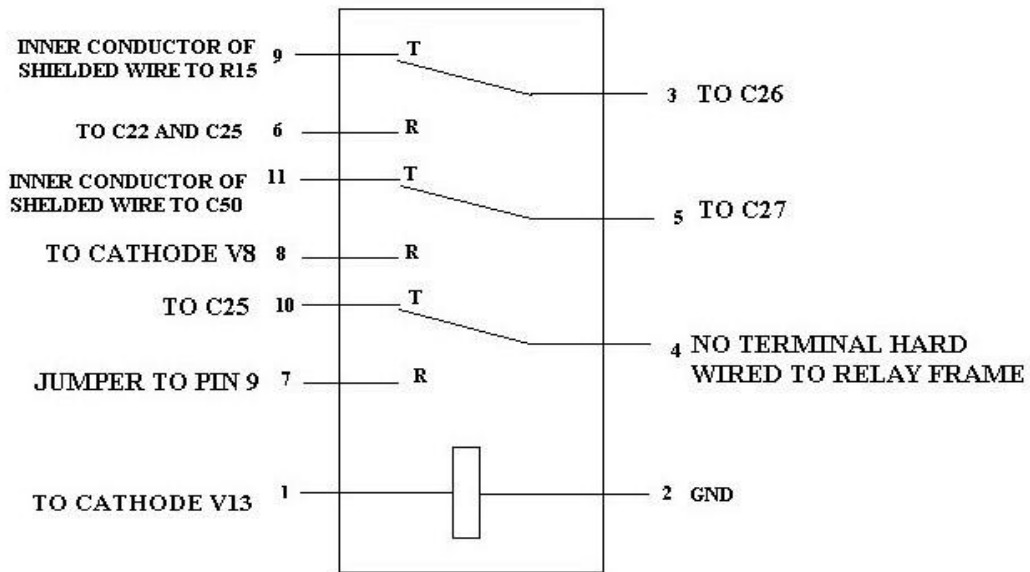 INNER CONDUCTOR OF
SHIELDED WIRE TO R15
9
T
3
TO C26
TO C22 AND C25
6
R
INNER CONDUCTOR OF
SHELDED WIRE TO C50
11
T
5
TO C27
TO CATHODE V8
8
R
TO C25
10
T
4
NO TERMINAL HARD
WIRED TO RELAY FRAME
JUMPER TO PIN 9
7
R
TO CATHODE V13
1
2
GND